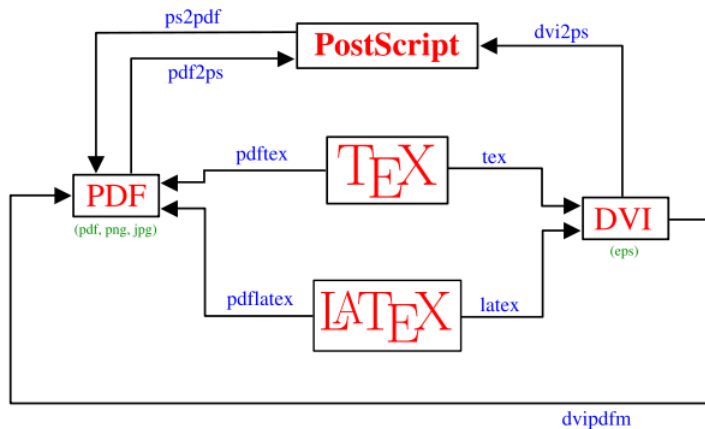 ps2pdf
PostScript
dvi2ps
pdf2ps
pdftex
TEX
tex
PDF
(pdf, png, jpg)
DVI
(eps)
pdflatex
LATEX
latex
dvipdfm